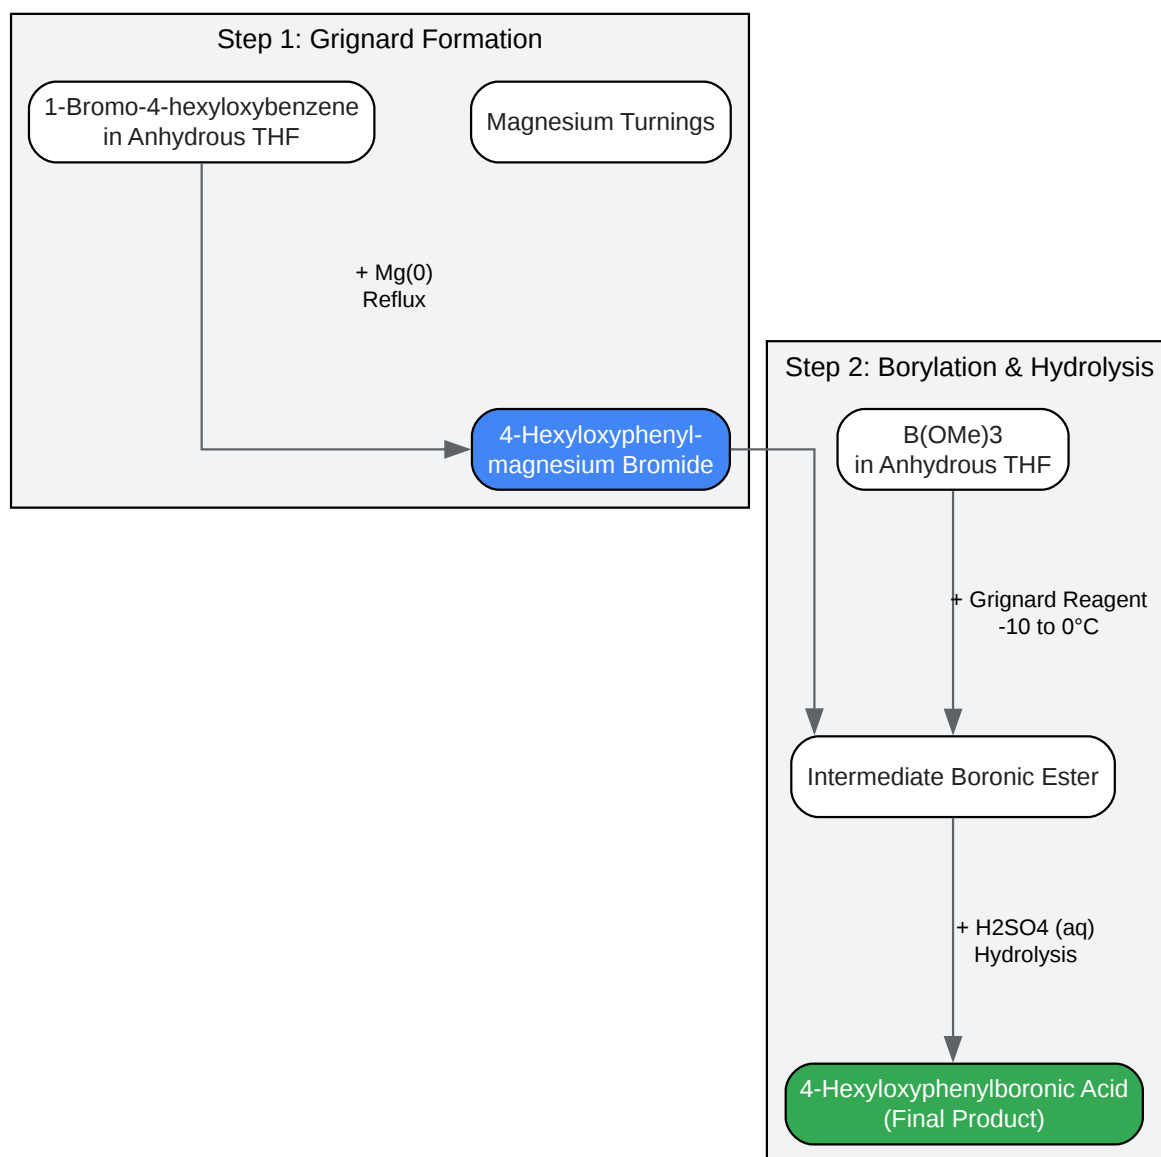 Step 1: Grignard Formation
1-Bromo-4-hexyloxybenzene
in Anhydrous THF
Magnesium Turnings
+ Mg(0)
Reflux
4-Hexyloxyphenyl-
magnesium Bromide
Step 2: Borylation & Hydrolysis
B(OMe)3
in Anhydrous THF
+ Grignard Reagent
-10 to 0°C
Intermediate Boronic Ester
+ H2SO4 (aq)
Hydrolysis
4-Hexyloxyphenylboronic Acid
(Final Product)